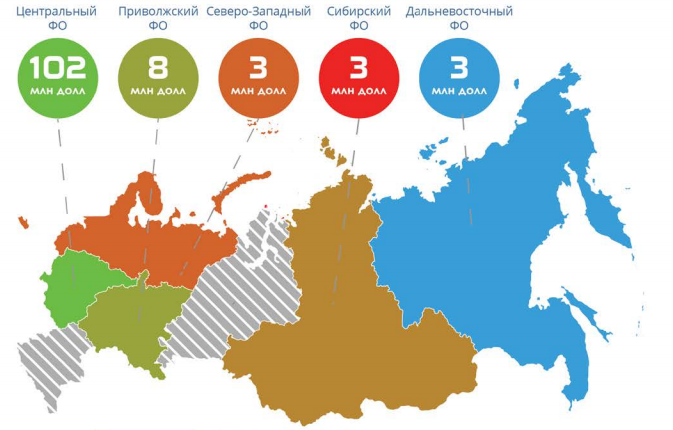 Центральный ФО
Приволжский ФО
Северо-Западный ФО
Сибирский ФО
Дальневосточный ФО
102 МЛН ДОЛЛ
8 МЛН ДОЛЛ
3 МЛН ДОЛЛ
3 МЛН ДОЛЛ
3 МЛН ДОЛЛ